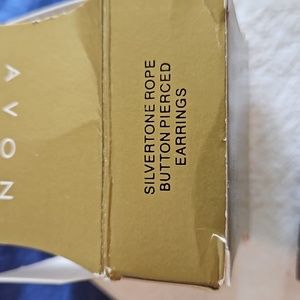 AVON
SILVERTONE ROPE
BUTTON PIERCED
EARRINGS